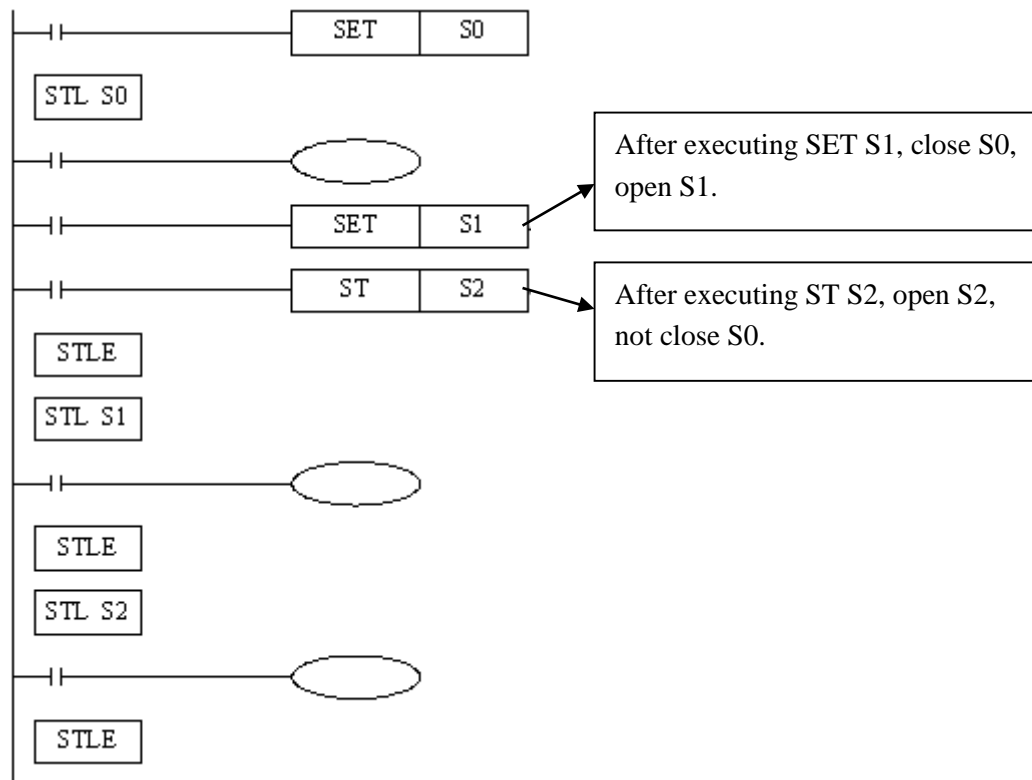 SET S0
STL S0
After executing SET S1, close S0,
open S1.
SET S1
ST S2
After executing ST S2, open S2,
not close S0.
STLE
STL S1
STLE
STL S2
STLE